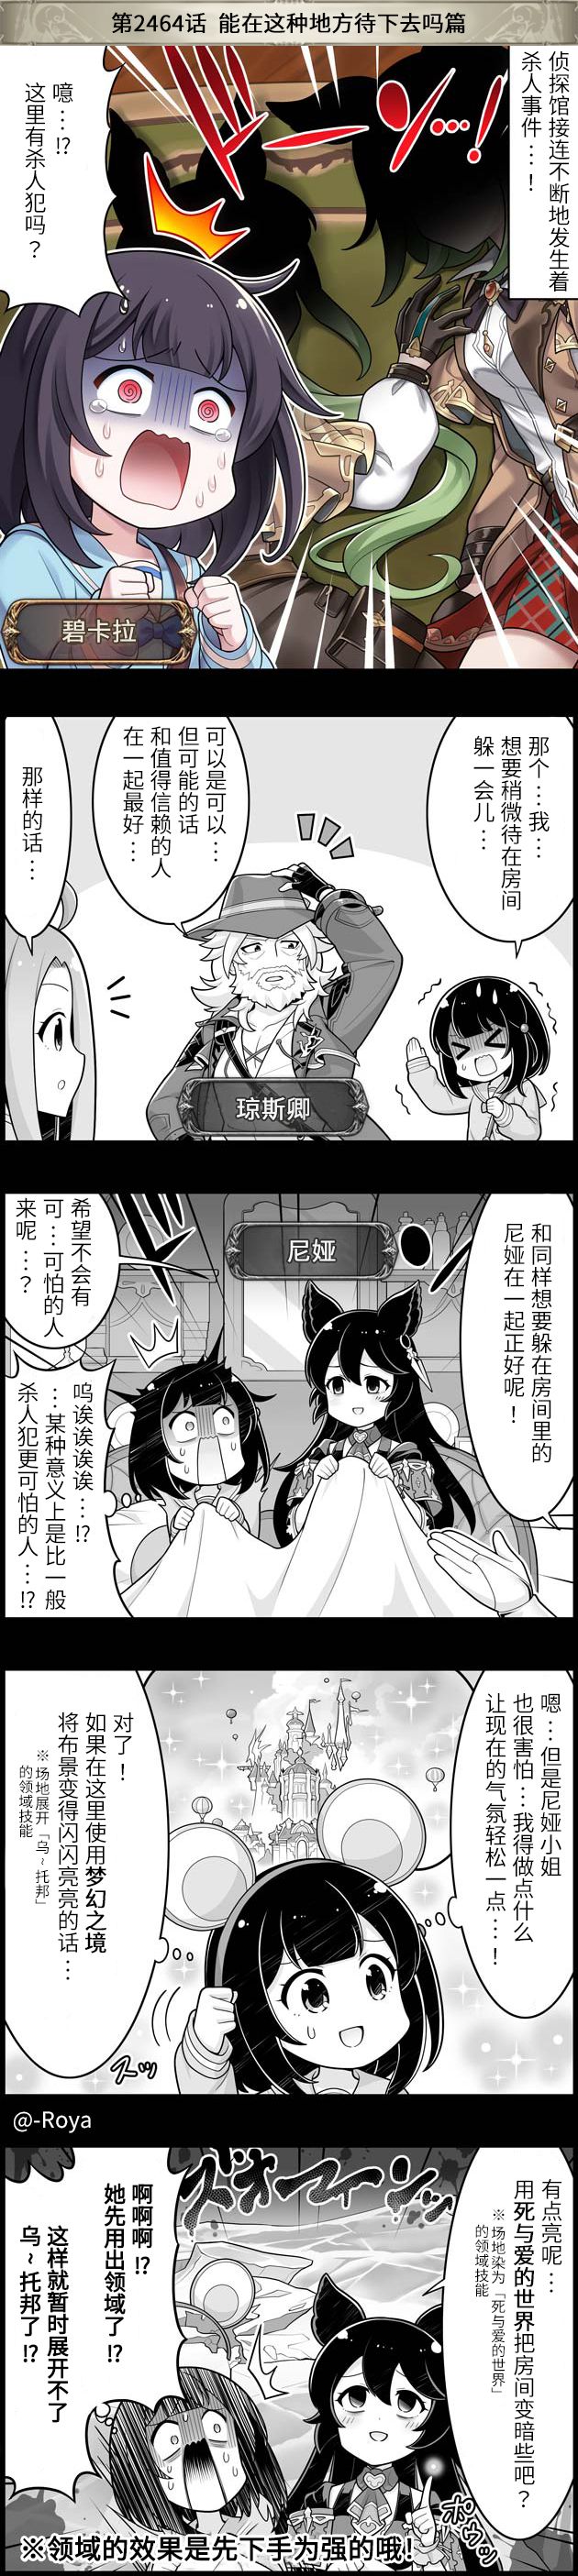 第2464话 能在这种地方待下去吗篇
侦探馆接连不断地发生着
杀人事件…！
ドーン…！
噫…!?
这里有杀人犯吗？
碧卡拉
那个…我…
想要稍微待在房间
躲一会儿…
可以是可以…
但可能的话
和值得信赖的人
在一起最好…
那样的话…
琼斯卿
和同样想要躲在房间里的
尼娅在一起正好呢！
尼娅
希望不会有
可…可怕的人
来呢…？
呜诶诶诶诶…!?
…某种意义上是比一般
杀人犯更可怕的人…!?
嗯…但是尼娅小姐
也很害怕…我得做点什么
让现在的气氛轻松一点…！
对了！
如果在这里使用梦幻之境
将布景变得闪闪亮亮的话…
※场地展开「乌~托邦」
的领域技能
スッ
@-Roya
有点亮呢…
用死与爱的世界把房间变暗些吧？
※场地染为「死与爱的世界」
的领域技能
ズオーーンッ
啊啊啊!?
她先用出领域了!?
这样就暂时展开不了
乌~托邦了!?
ポウゥ
※领域的效果是先下手为强的哦!